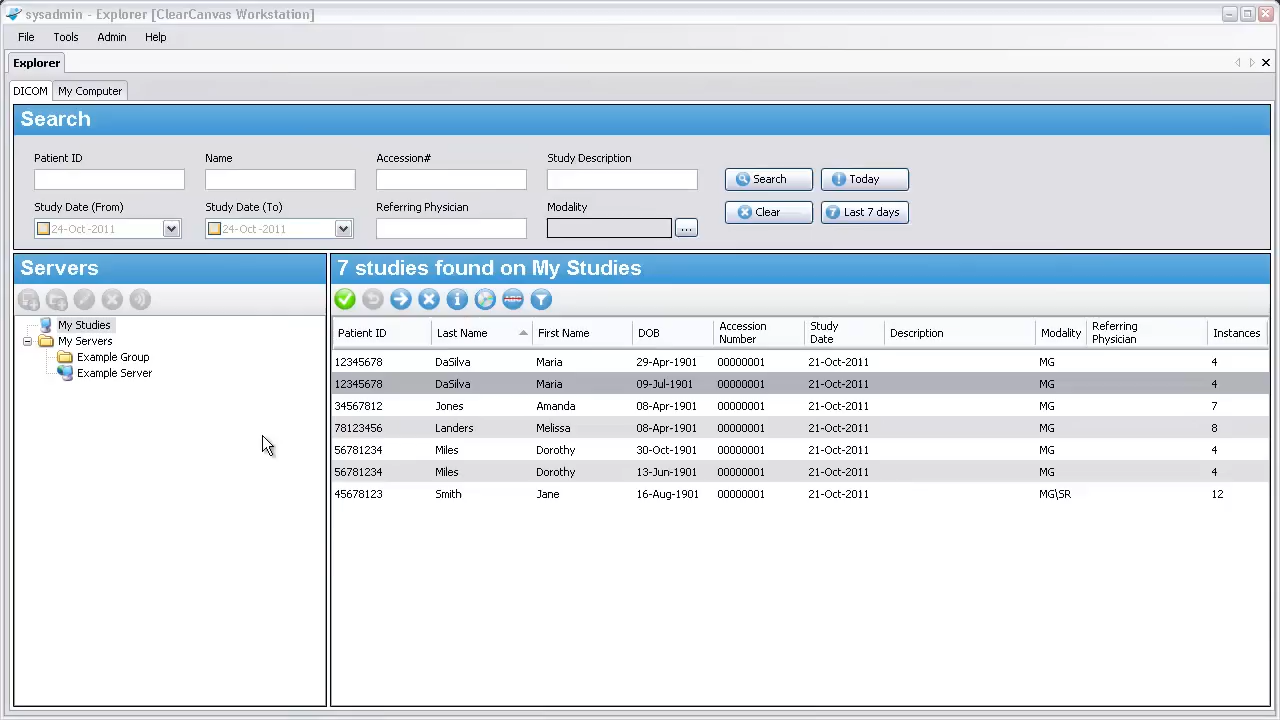 sysadmin - Explorer [ClearCanvas Workstation]
File Tools Admin Help
Explorer
DICOM My Computer
Search
Patient ID Name Accession# Study Description
Search Today
Study Date (From) Study Date (To) Referring Physician Modality
24-Oct-2011 24-Oct-2011 ... Clear 7 Last 7 days
Servers
7 studies found on My Studies
My Studies
My Servers
Example Group
Example Server
Patient ID Last Name First Name DOB Accession Number Study Date Description Modality Referring Physician Instances
12345678 DaSilva Maria 29-Apr-1901 00000001 21-Oct-2011 MG 4
12345678 DaSilva Maria 09-Jul-1901 00000001 21-Oct-2011 MG 4
34567812 Jones Amanda 08-Apr-1901 00000001 21-Oct-2011 MG 7
78123456 Landers Melissa 08-Apr-1901 00000001 21-Oct-2011 MG 8
56781234 Miles Dorothy 30-Oct-1901 00000001 21-Oct-2011 MG 4
56781234 Miles Dorothy 13-Jun-1901 00000001 21-Oct-2011 MG 4
45678123 Smith Jane 16-Aug-1901 00000001 21-Oct-2011 MG\SR 12